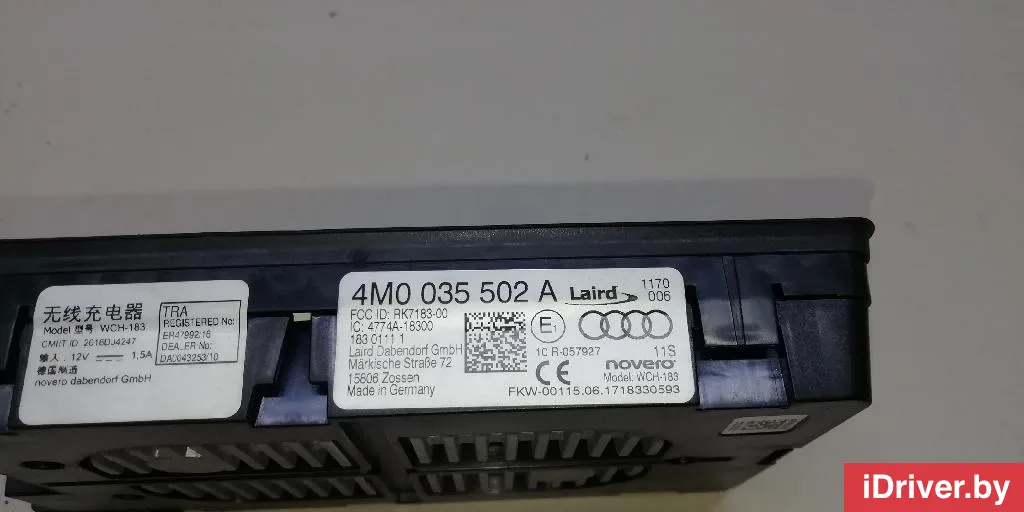 无线充电器
Model 型号: WCH-183
CMIIT ID: 2016DJ4247
输入: 12V 1,5A
德国制造
novero dabendorf GmbH
TRA
REGISTERED No:
ER47992/16
DEALER No:
DA0043253/10
4M0 035 502 A Laird 1170
006
FCC ID: RK7183-00
IC: 4774A-18300
183 0111 1
Laird Dabendorf GmbH
Märkische Straße 72
15806 Zossen
Made in Germany
E1
10 R-057927 11S
CE novero
Model: WCH-183
FKW-00115.06.1718330593
iDriver.by